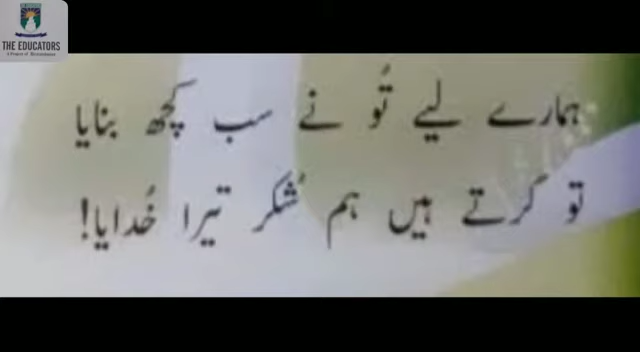 THE EDUCATORS
ہمارے لیے تُو نے سب کچھ بنایا
تو کرتے ہیں ہم شُکر تیرا خُدایا!